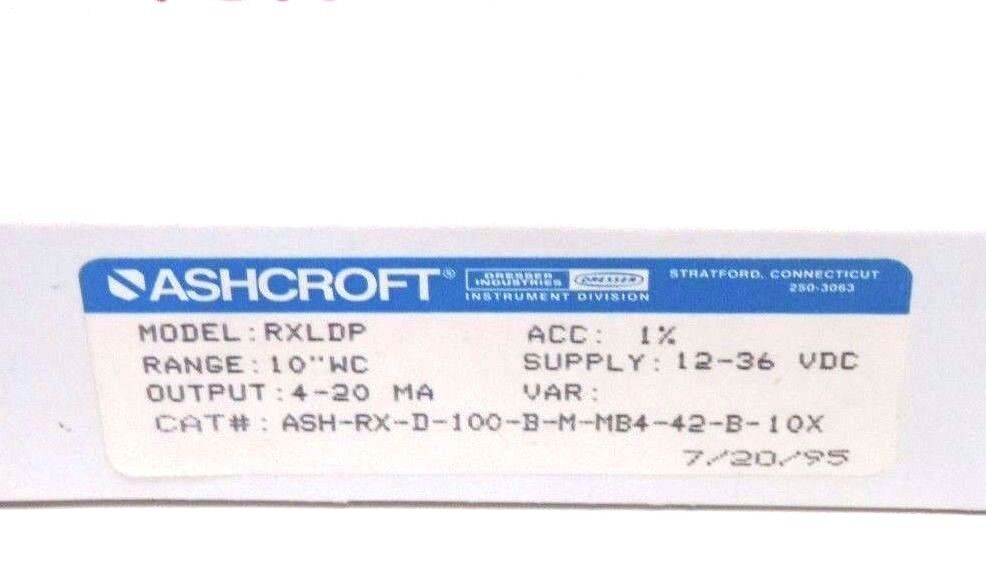 ASHCROFT®
DRESSER INDUSTRIES DRESSER
INSTRUMENT DIVISION
STRATFORD, CONNECTICUT
250-3063
MODEL: RXLDP ACC: 1%
RANGE: 10"WC SUPPLY: 12-36 VDC
OUTPUT: 4-20 MA VAR:
CAT#: ASH-RX-D-100-B-M-MB4-42-B-10X
7/20/95